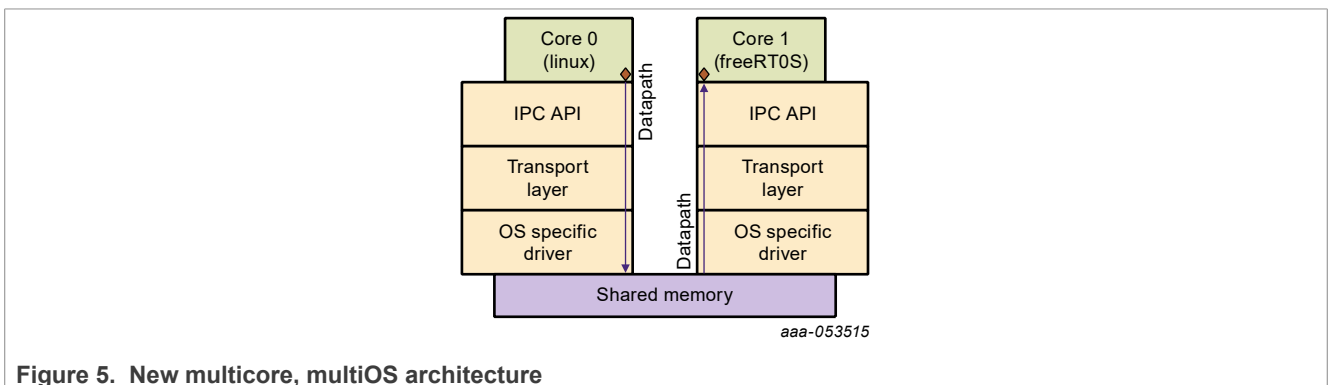 Core 0
(linux)
Core 1
(freeRT0S)
Datapath
IPC API
IPC API
Transport
layer
Transport
layer
Datapath
OS specific
driver
OS specific
driver
Shared memory
aaa-053515
Figure 5. New multicore, multiOS architecture